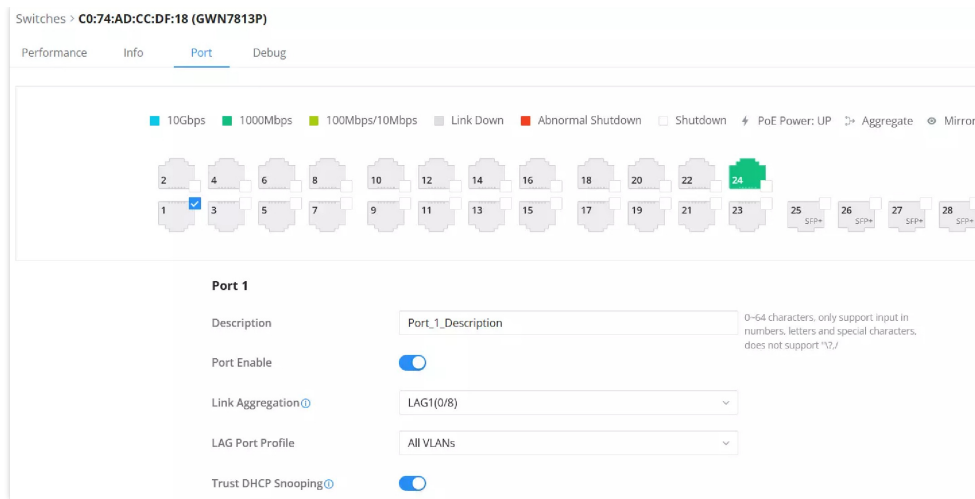 Switches > C0:74:AD:CC:DF:18 (GWN7813P)
Performance Info Port Debug
10Gbps 1000Mbps 100Mbps/10Mbps Link Down Abnormal Shutdown Shutdown PoE Power: UP Aggregate Mirror
2 4 6 8 10 12 14 16 18 20 22 24
1 3 5 7 9 11 13 15 17 19 21 23 25 SFP+ 26 SFP+ 27 SFP+ 28 SFP+
Port 1
Description Port_1_Description 0~64 characters, only support input in
numbers, letters and special characters,
does not support "\?,/
Port Enable
Link Aggregation LAG1(0/8)
LAG Port Profile All VLANs
Trust DHCP Snooping